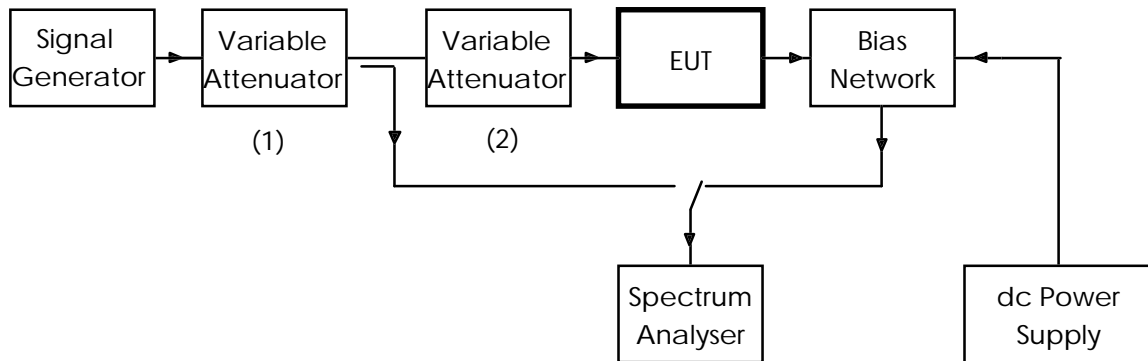 Signal
Generator
Variable
Attenuator
(1)
Variable
Attenuator
(2)
EUT
Bias
Network
Spectrum
Analyser
dc Power
Supply